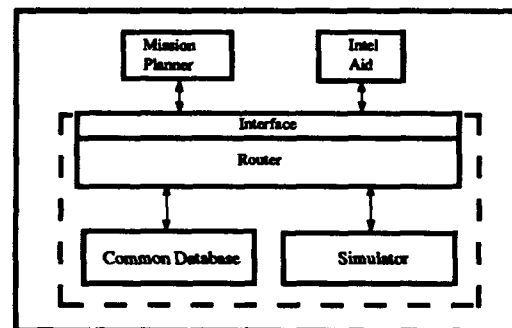 Mission
Planner
Intel
Aid
Interface
Router
Common Database
Simulator